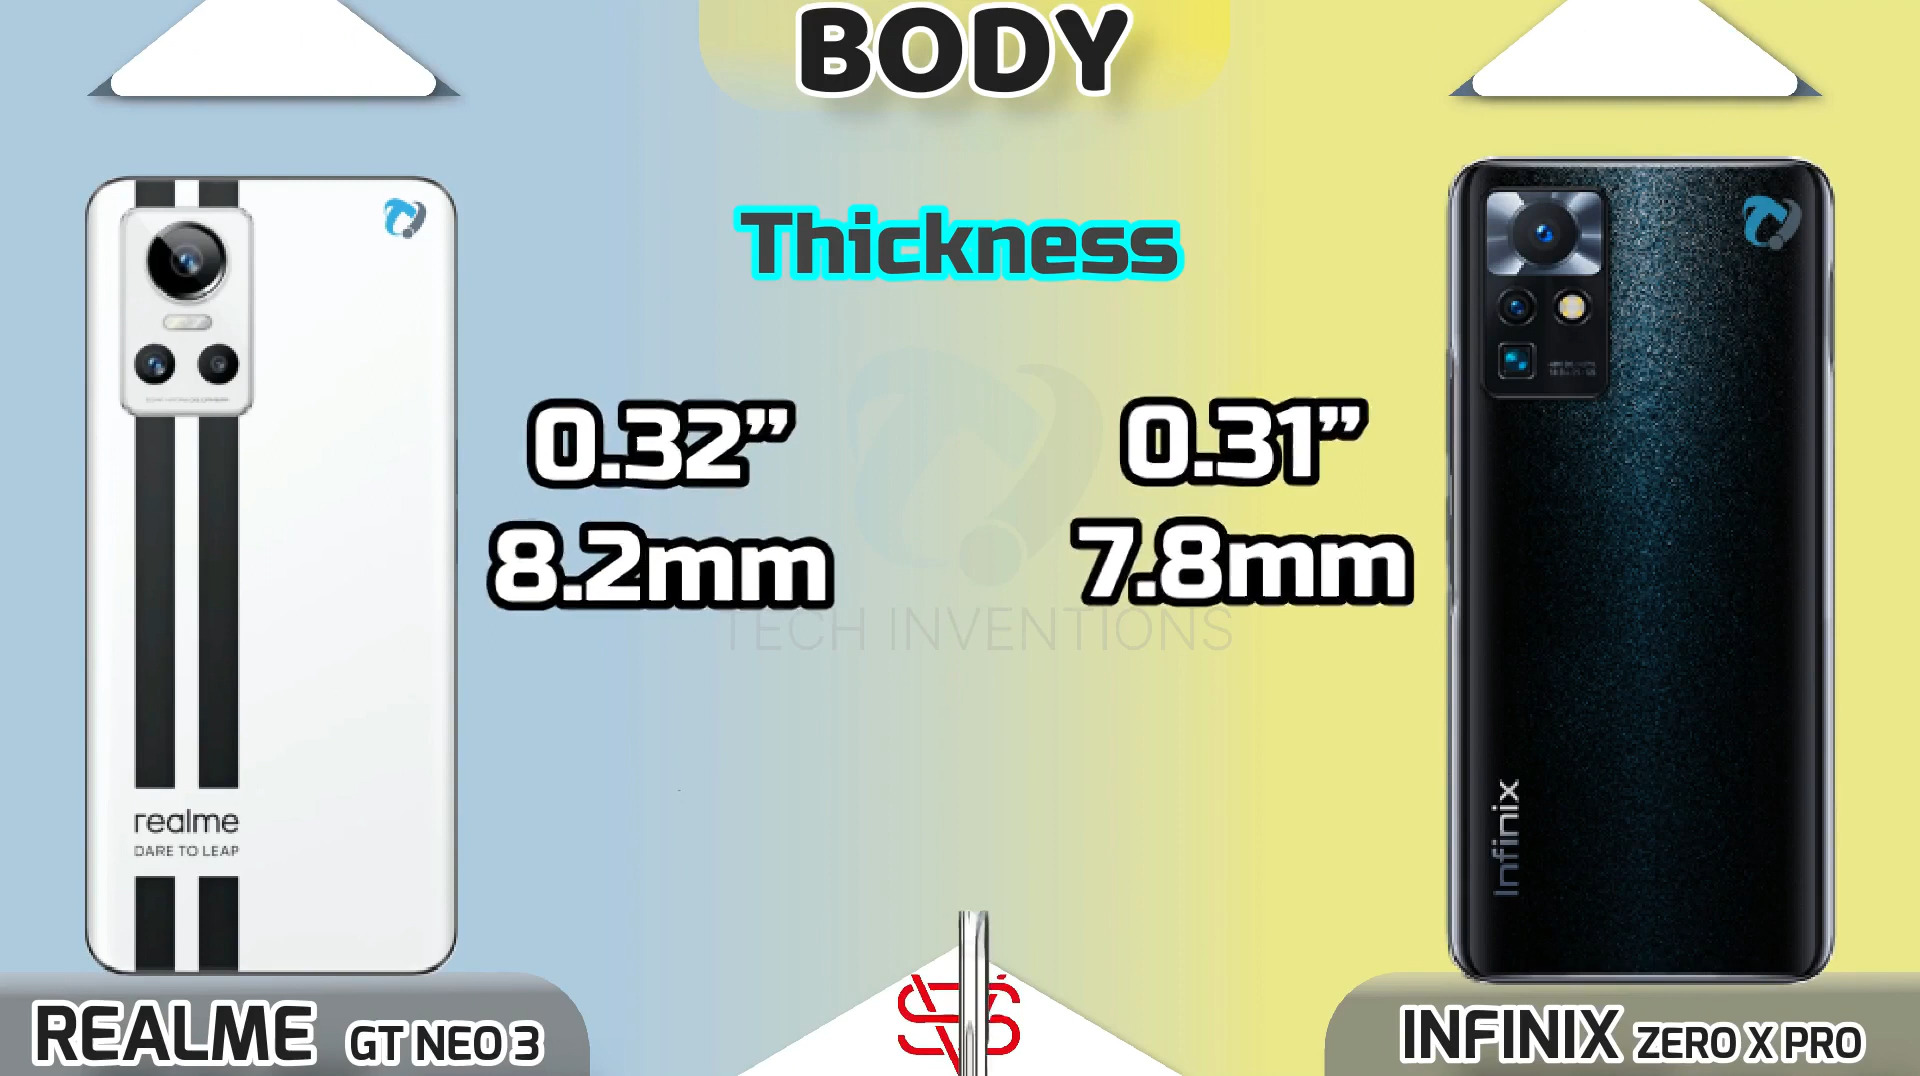 BODY
Thickness
0.32”
8.2mm
0.31”
7.8mm
TECH INVENTIONS
realme
DARE TO LEAP
Infinix
VS
REALME GT NEO 3
INFINIX ZERO X PRO